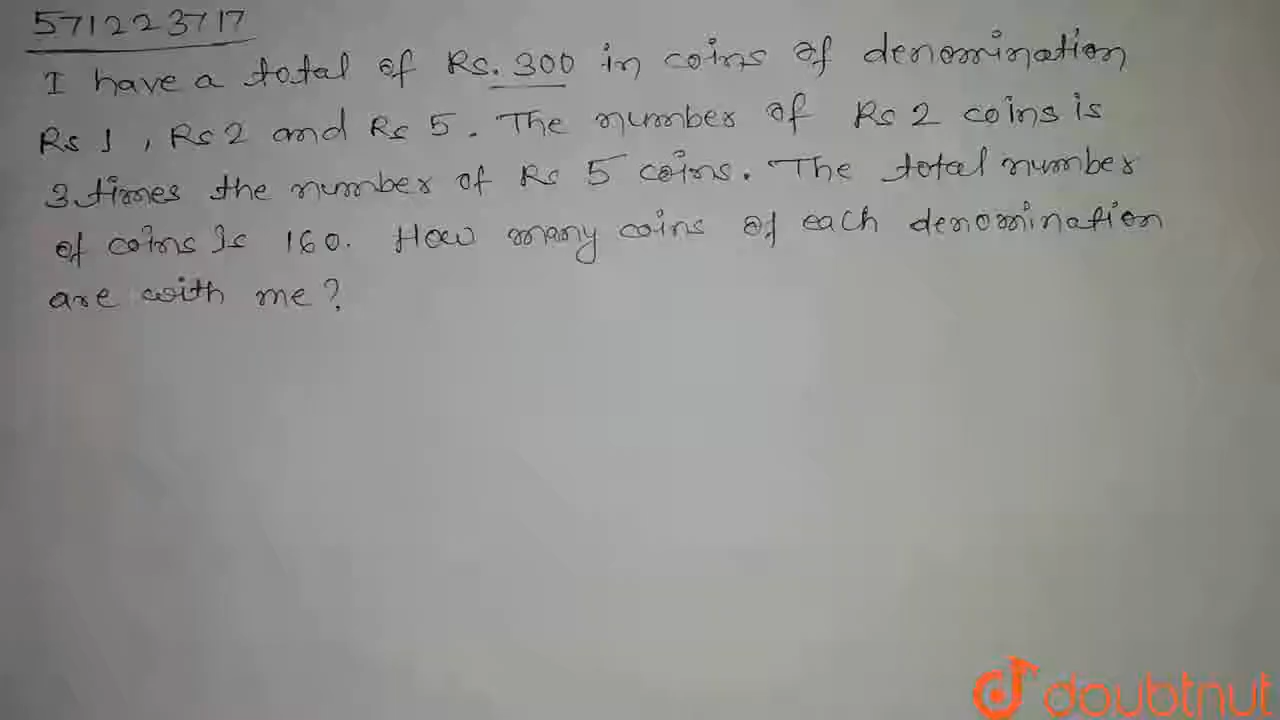 571223717
I have a total of Rs. 300 in coins of denomination
Rs 1, Rs 2 and Rs 5. The number of Rs 2 coins is
3 times the number of Rs 5 coins. The total number
of coins is 160. How many coins of each denomination
are with me?
doubtnut